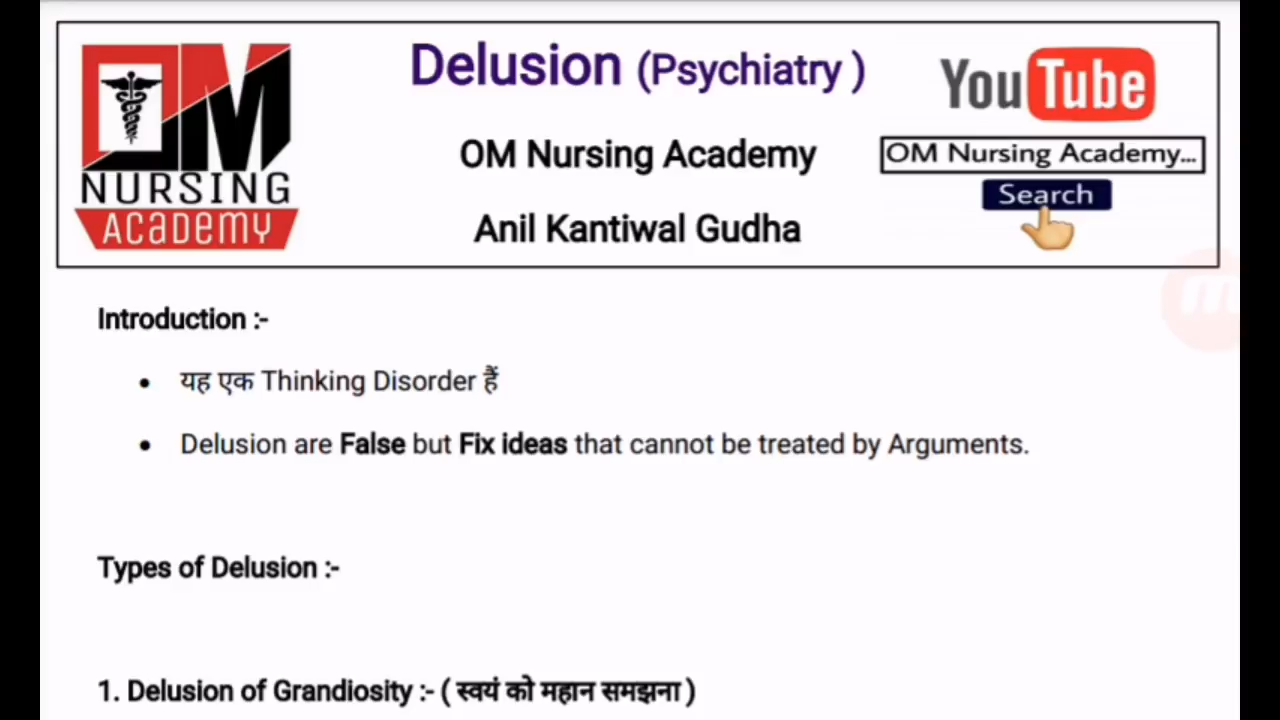 OM
NURSING
ACADEMY
Delusion (Psychiatry )
OM Nursing Academy
Anil Kantiwal Gudha
YouTube
OM Nursing Academy...
Search
Introduction :-
• यह एक Thinking Disorder हैं
• Delusion are False but Fix ideas that cannot be treated by Arguments.
Types of Delusion :-
1. Delusion of Grandiosity :- ( स्वयं को महान समझना )